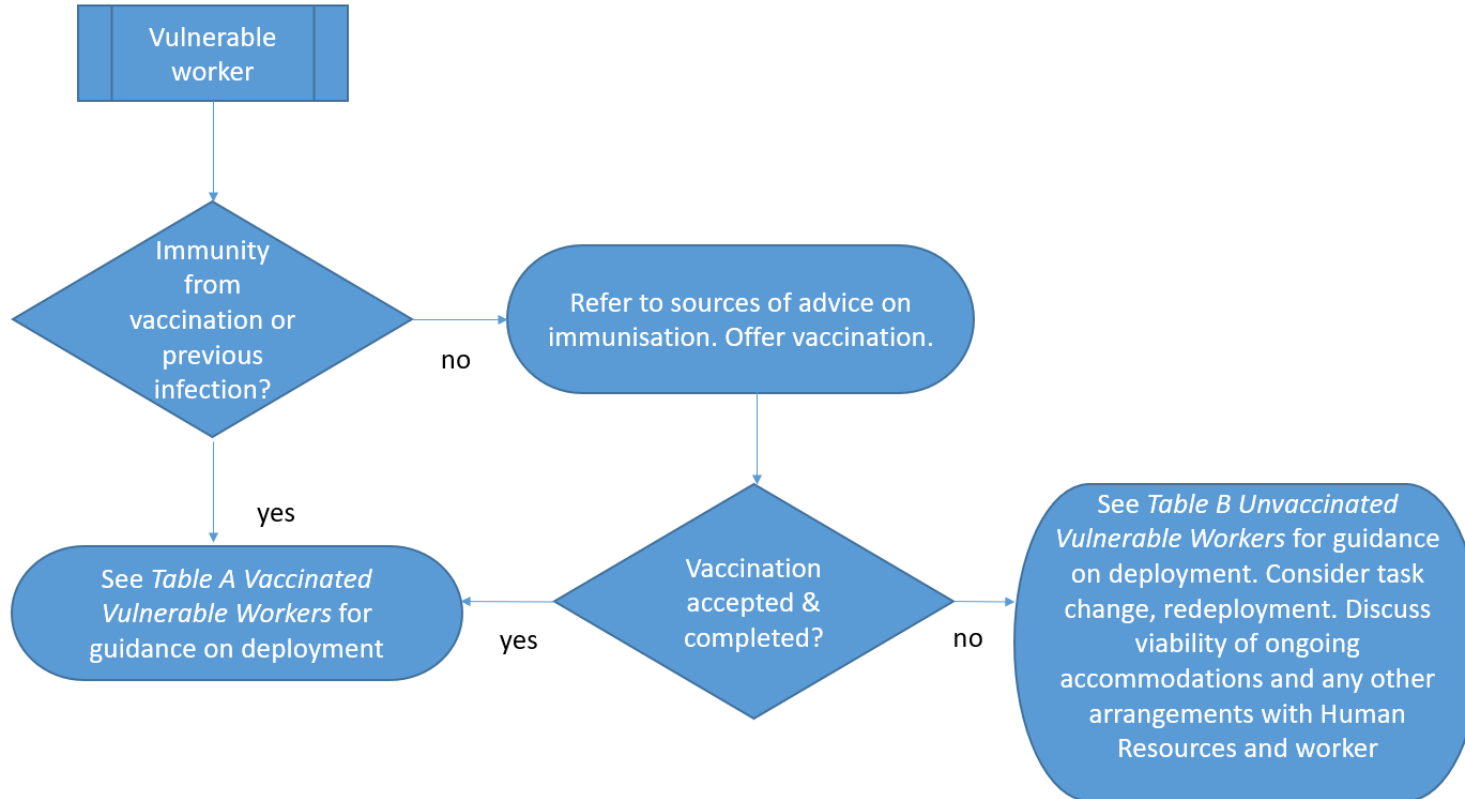 Vulnerable
worker
Immunity
from
vaccination or
previous
infection?
no
Refer to sources of advice on
immunisation. Offer vaccination.
yes
See Table A Vaccinated
Vulnerable Workers for
guidance on deployment
yes
Vaccination
accepted &
completed?
no
See Table B Unvaccinated
Vulnerable Workers for guidance
on deployment. Consider task
change, redeployment. Discuss
viability of ongoing
accommodations and any other
arrangements with Human
Resources and worker